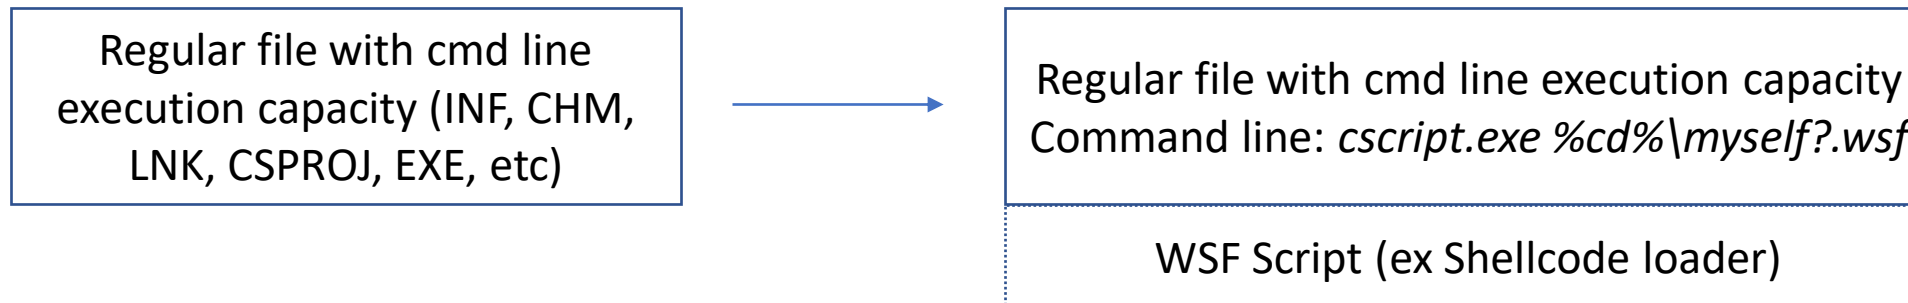 Regular file with cmd line
execution capacity (INF, CHM,
LNK, CSPROJ, EXE, etc)
Regular file with cmd line execution capacity
Command line: cscript.exe %cd%\myself?.wsf
WSF Script (ex Shellcode loader)